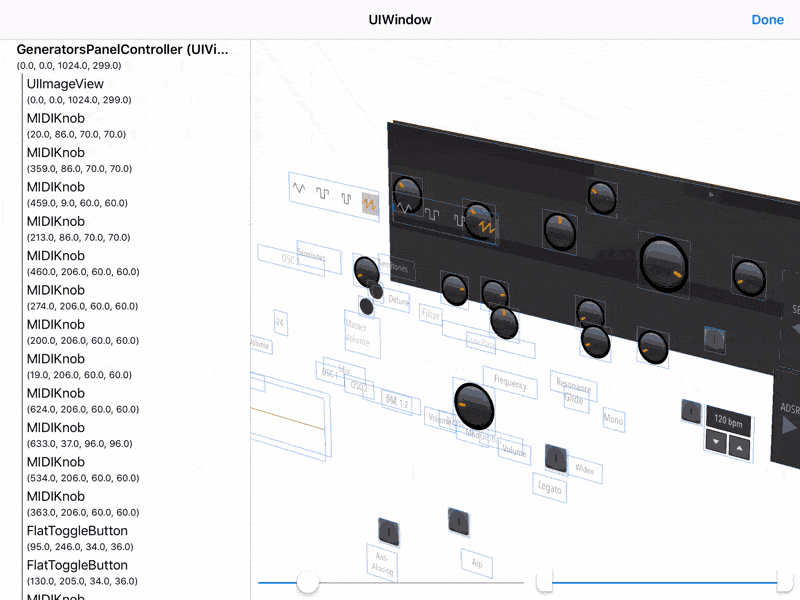 UIWindow
Done
GeneratorsPanelController (UIVi...
(0.0, 0.0, 1024.0, 299.0)
UIImageView
(0.0, 0.0, 1024.0, 299.0)
MIDIKnob
(20.0, 86.0, 70.0, 70.0)
MIDIKnob
(359.0, 86.0, 70.0, 70.0)
MIDIKnob
(459.0, 9.0, 60.0, 60.0)
MIDIKnob
(213.0, 86.0, 70.0, 70.0)
MIDIKnob
(460.0, 206.0, 60.0, 60.0)
MIDIKnob
(274.0, 206.0, 60.0, 60.0)
MIDIKnob
(200.0, 206.0, 60.0, 60.0)
MIDIKnob
(19.0, 206.0, 60.0, 60.0)
MIDIKnob
(624.0, 206.0, 60.0, 60.0)
MIDIKnob
(633.0, 37.0, 96.0, 96.0)
MIDIKnob
(534.0, 206.0, 60.0, 60.0)
MIDIKnob
(363.0, 206.0, 60.0, 60.0)
FlatToggleButton
(95.0, 246.0, 34.0, 36.0)
FlatToggleButton
(130.0, 205.0, 34.0, 36.0)
MIDIKnob
Semitones
Semitones
Detune
24
Master
Volume
Filter
Volume
OSC 1
OSC2
Frequency
Resonance
Glide
Mono
120 bpm
ADSR
Volume
Widen
Legato
Anti-
Aliasing
Arp